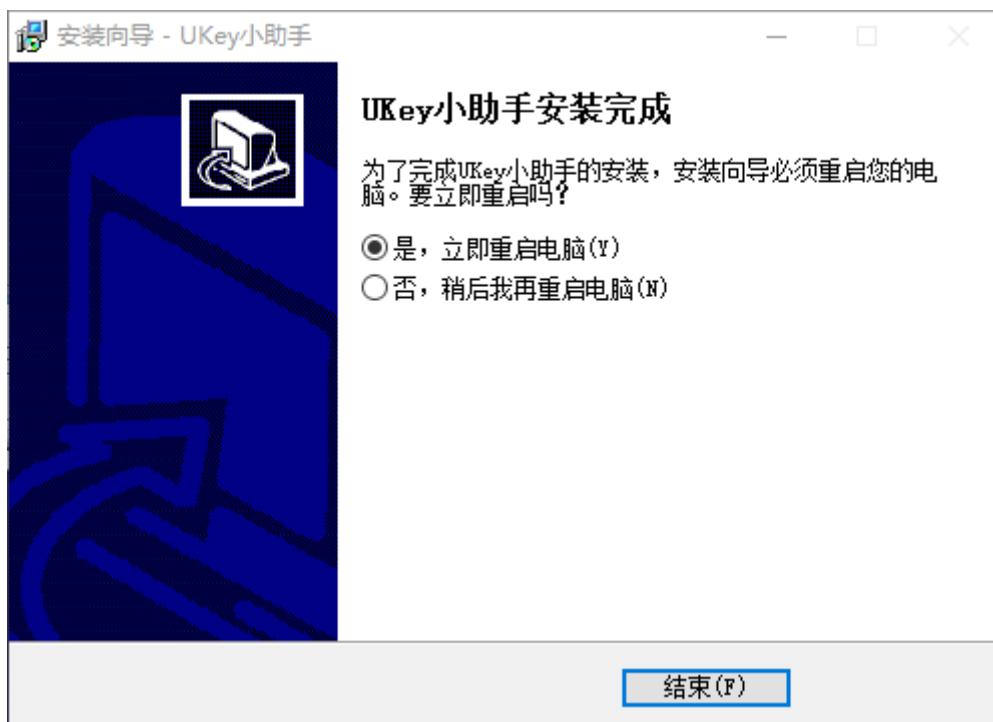 安装向导 - UKey小助手
UKey小助手安装完成
为了完成UKey小助手的安装，安装向导必须重启您的电
脑。要立即重启吗?
是，立即重启电脑(Y)
否，稍后我再重启电脑(N)
结束(F)